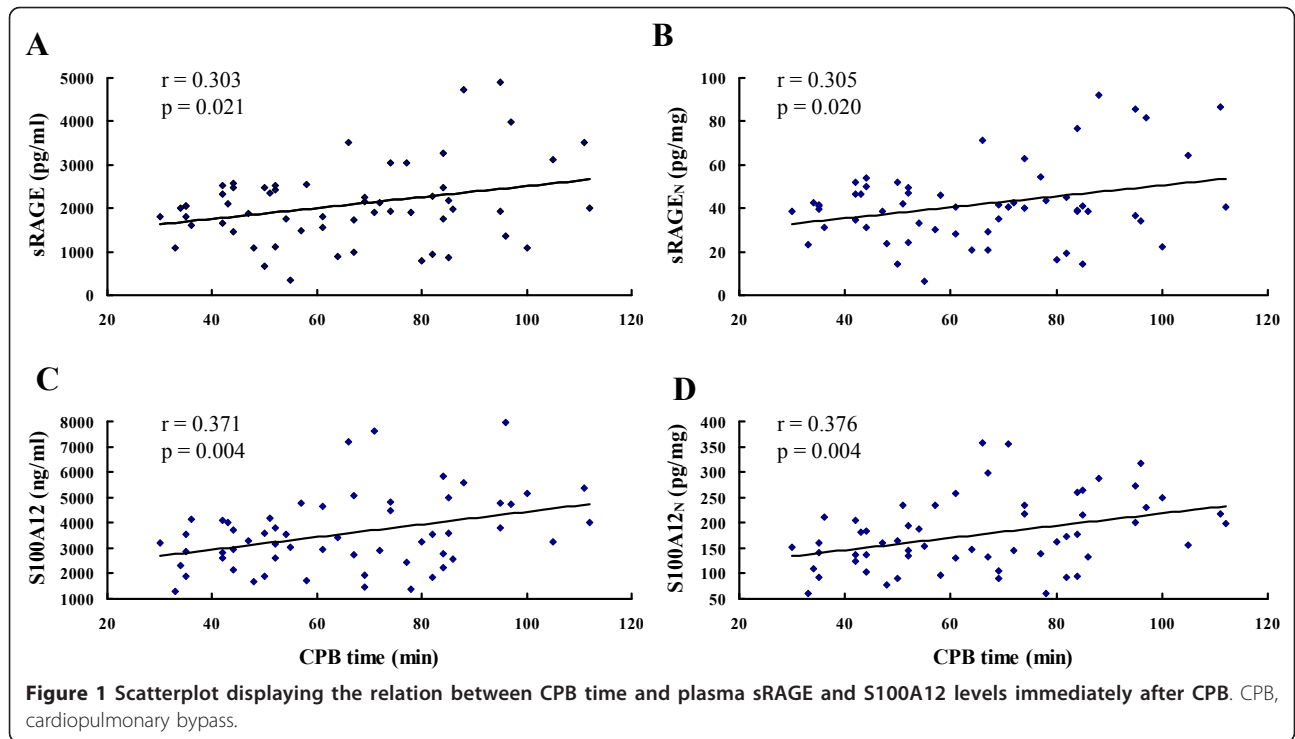 A
r = 0.303
p = 0.021
sRAGE (pg/ml)
5000
4000
3000
2000
1000
0
20 40 60 80 100 120
B
r = 0.305
p = 0.020
sRAGEN (pg/mg)
100
80
60
40
20
0
20 40 60 80 100 120
C
r = 0.371
p = 0.004
S100A12 (ng/ml)
8000
7000
6000
5000
4000
3000
2000
1000
20 40 60 80 100 120
CPB time (min)
D
r = 0.376
p = 0.004
S100A12N (pg/mg)
400
350
300
250
200
150
100
50
20 40 60 80 100 120
CPB time (min)
Figure 1 Scatterplot displaying the relation between CPB time and plasma sRAGE and S100A12 levels immediately after CPB. CPB,
cardiopulmonary bypass.